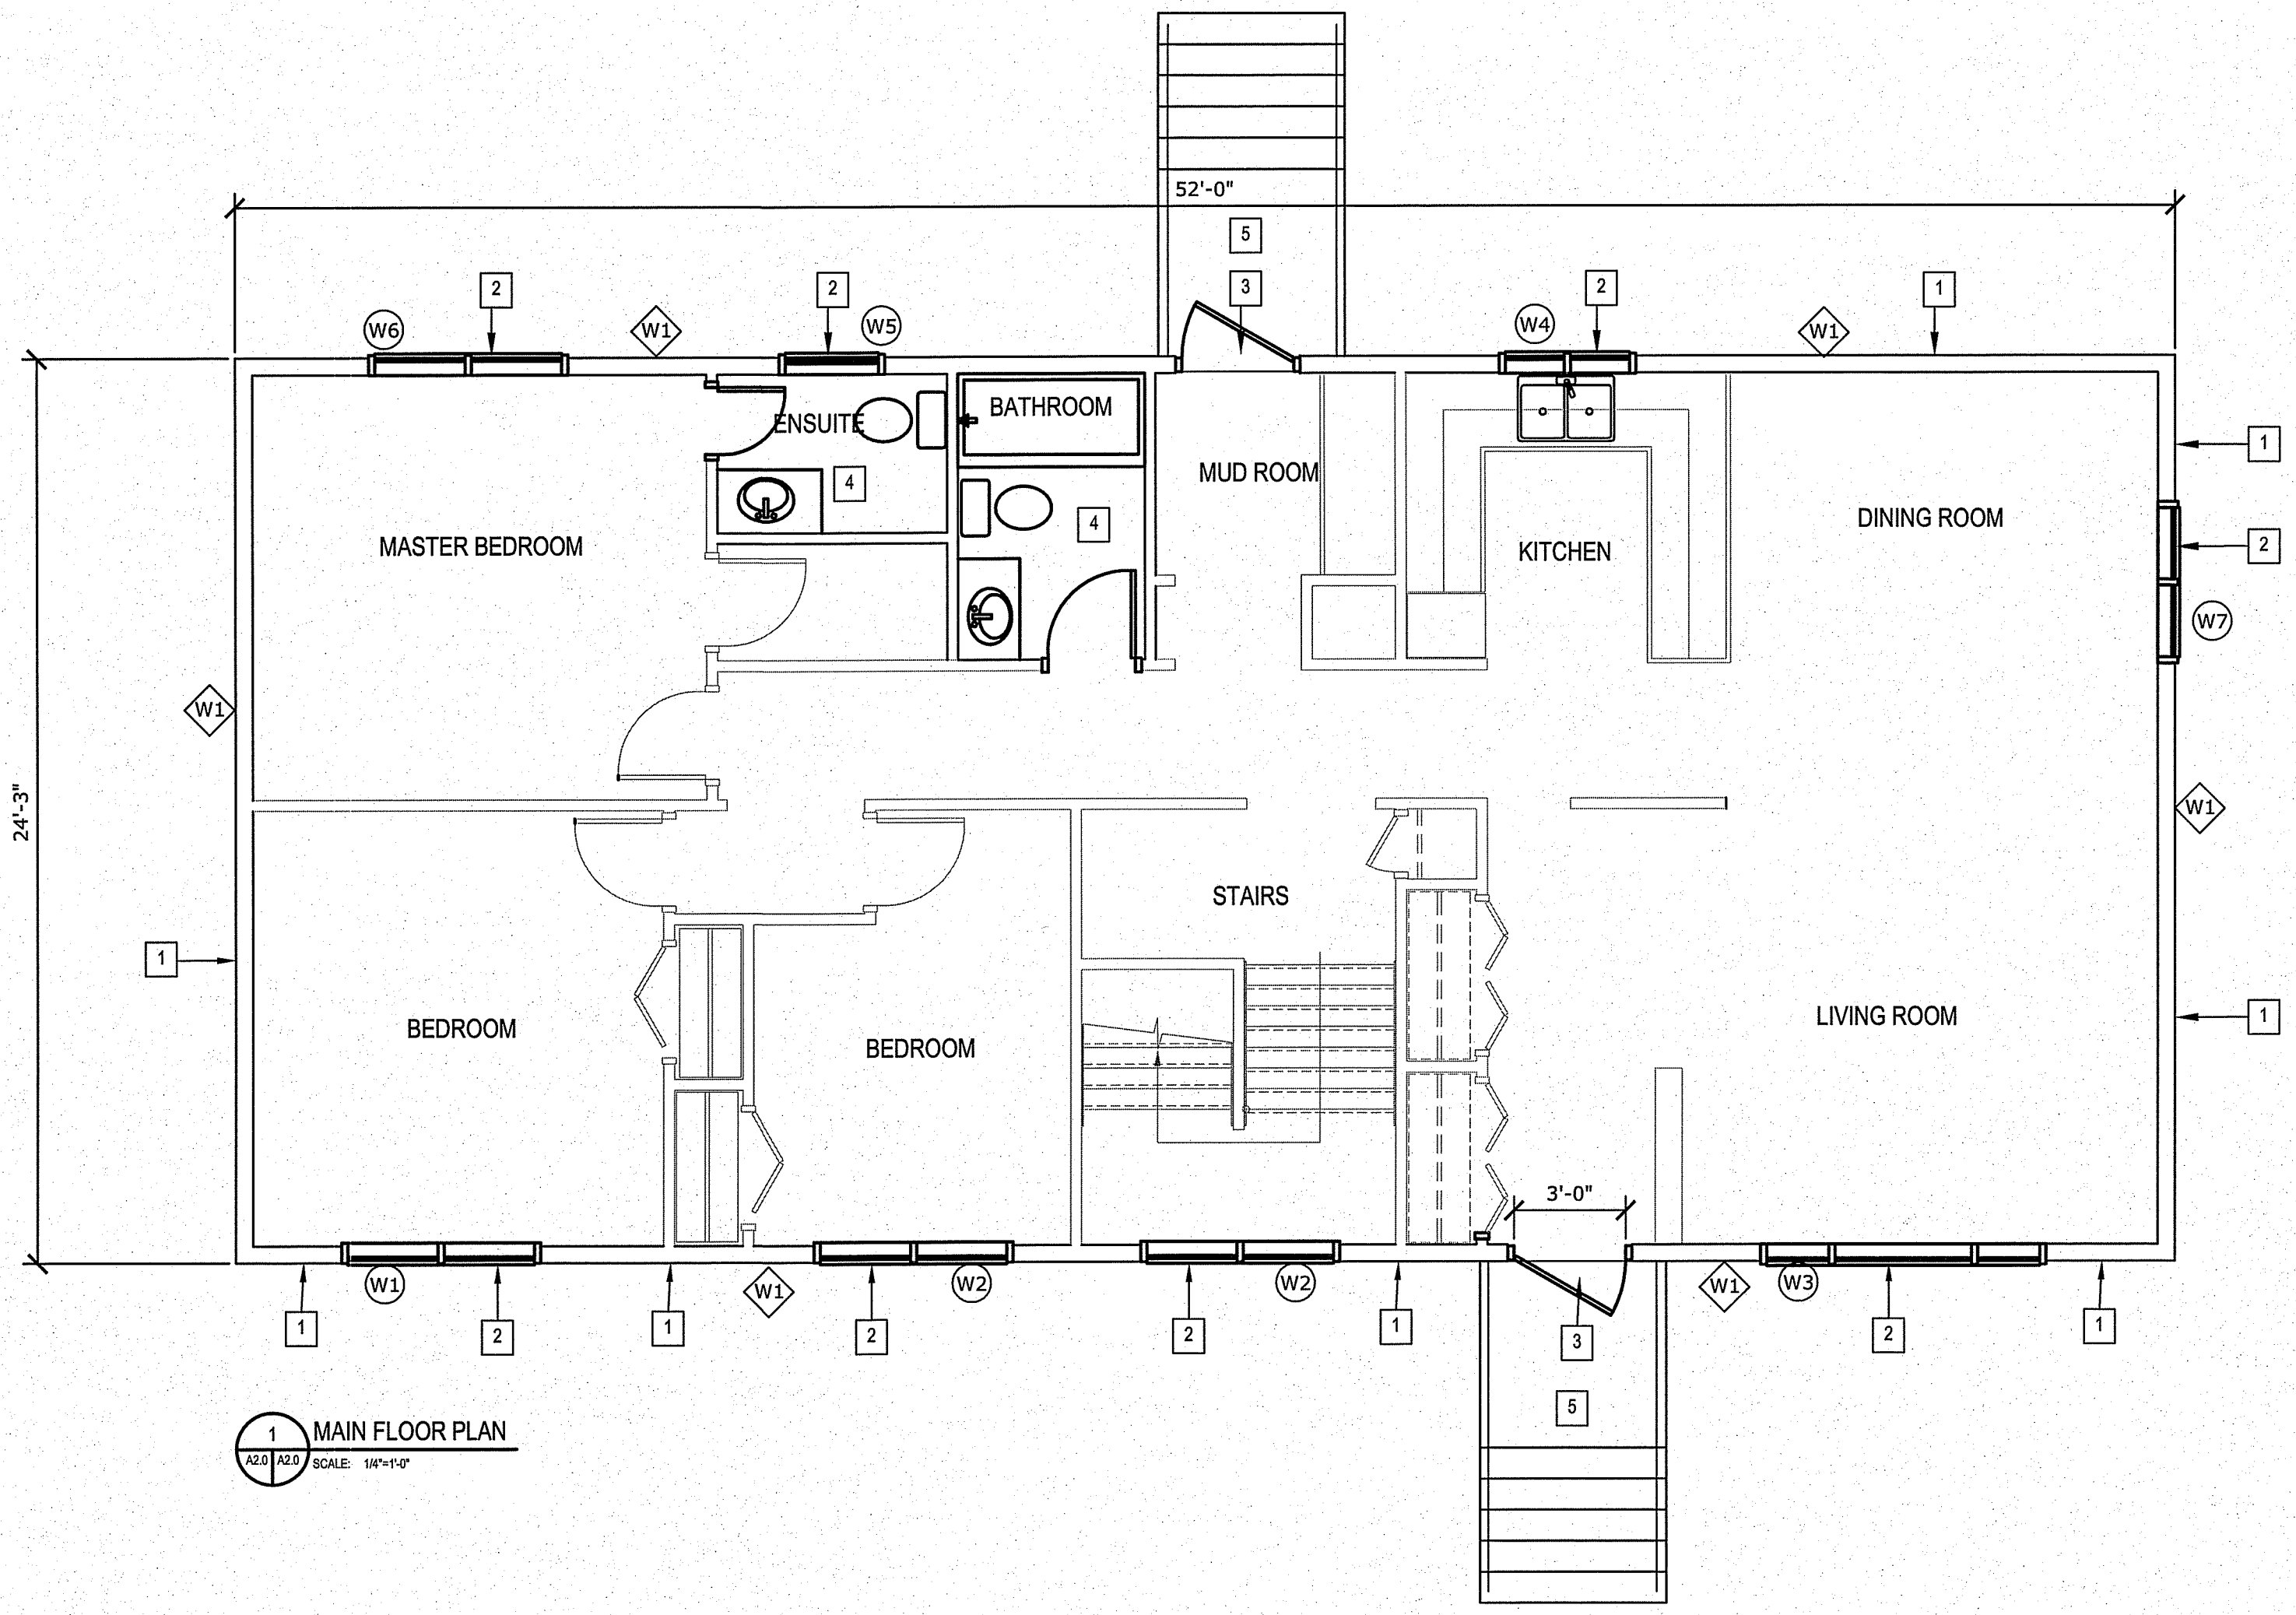 52'-0"
5
3
2
2
2
1
W6
W1
W5
W4
W1
BATHROOM
ENSUITE
1
MUD ROOM
4
4
DINING ROOM
MASTER BEDROOM
KITCHEN
2
W7
W1
24'-3"
W1
STAIRS
1
LIVING ROOM
1
BEDROOM
BEDROOM
3'-0"
W1
W1
W2
W2
W1
W3
1
2
1
2
2
1
3
2
1
5
1
MAIN FLOOR PLAN
A2.0
A2.0
SCALE: 1/4"=1'-0"